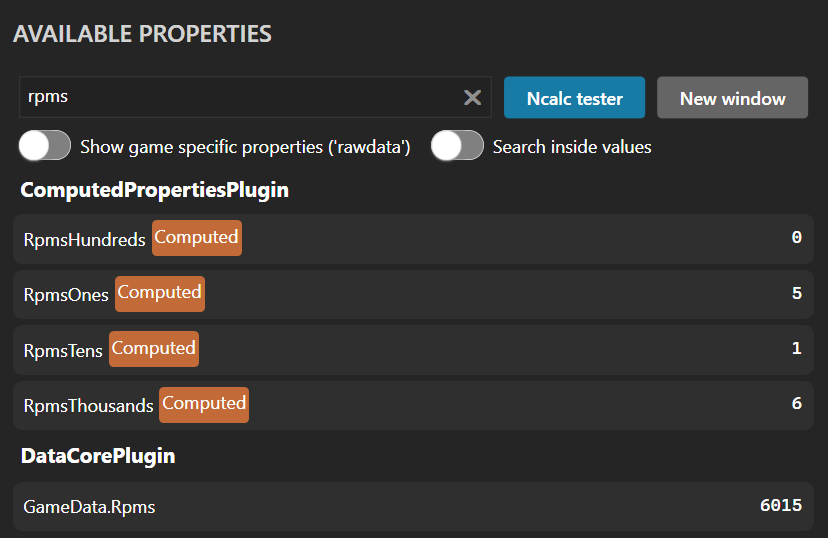 AVAILABLE PROPERTIES
rpms
Ncalc tester
New window
Show game specific properties ('rawdata')
Search inside values
ComputedPropertiesPlugin
RpmsHundreds Computed 0
RpmsOnes Computed 5
RpmsTens Computed 1
RpmsThousands Computed 6
DataCorePlugin
GameData.Rpms 6015